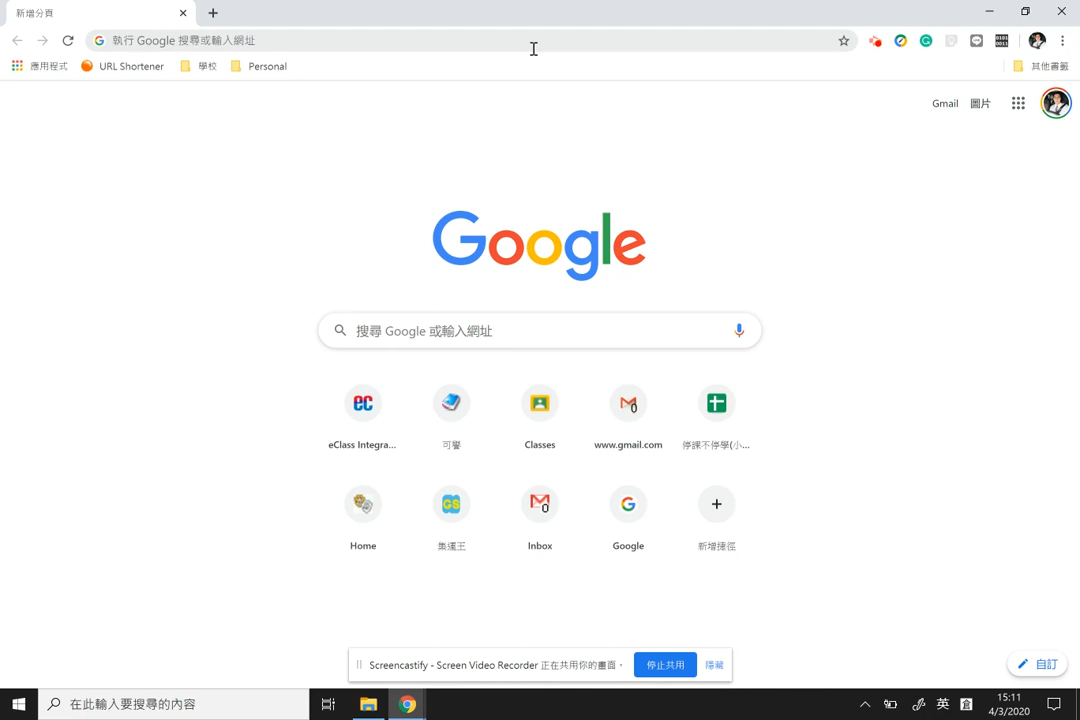 新增分頁
執行 Google 搜尋或輸入網址
應用程式
URL Shortener
學校
Personal
其他書籤
Gmail
圖片
Google
搜尋 Google 或輸入網址
eClass Integra...
可譽
Classes
www.gmail.com
停課不停學(小...
Home
集運王
Inbox
Google
新增捷徑
Screencastify - Screen Video Recorder 正在共用你的畫面。
停止共用
隱藏
自訂
在此輸入要搜尋的內容
英
15:11
4/3/2020